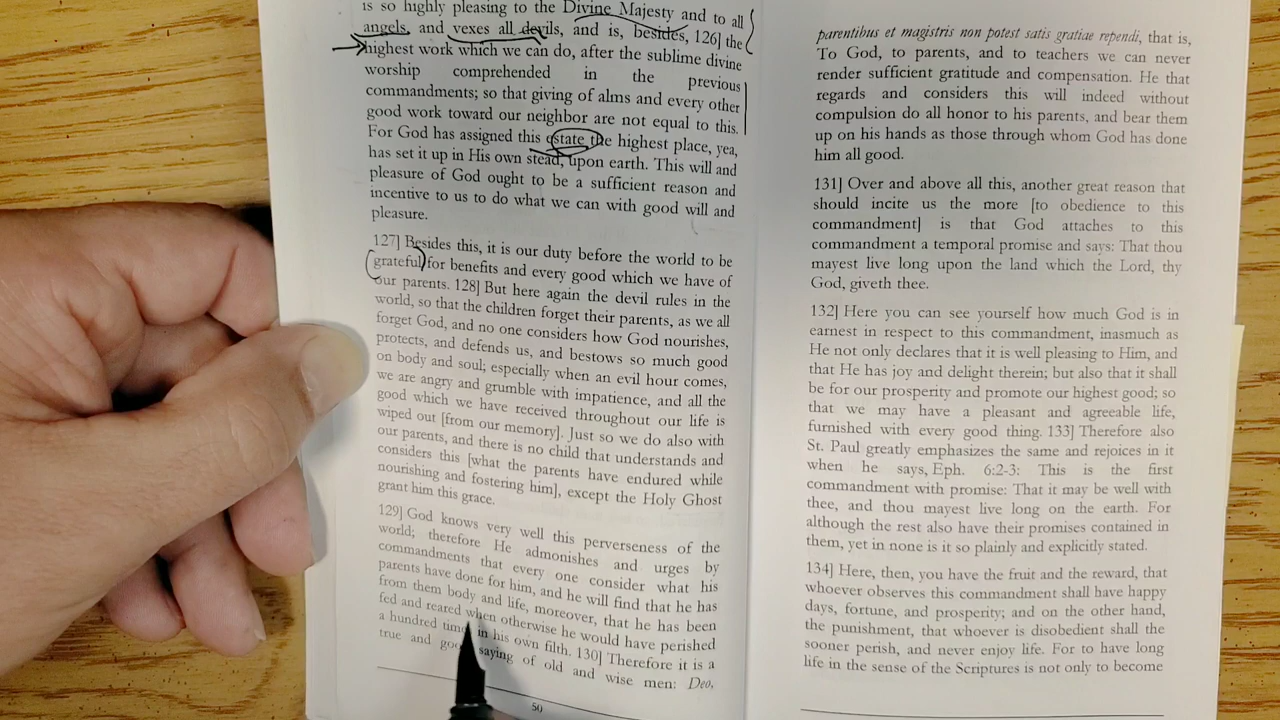 is so highly pleasing to the Divine Majesty and to all
angels, and vexes all devils, and is, besides, 126] the
highest work which we can do, after the sublime divine
worship comprehended in the previous
commandments; so that giving of alms and every other
good work toward our neighbor are not equal to this.
For God has assigned this estate the highest place, yea,
has set it up in His own stead, upon earth. This will and
pleasure of God ought to be a sufficient reason and
incentive to us to do what we can with good will and
pleasure.
127] Besides this, it is our duty before the world to be
grateful for benefits and every good which we have of
our parents. 128] But here again the devil rules in the
world, so that the children forget their parents, as we all
forget God, and no one considers how God nourishes,
protects, and defends us, and bestows so much good
on body and soul; especially when an evil hour comes,
we are angry and grumble with impatience, and all the
good which we have received throughout our life is
wiped out [from our memory]. Just so we do also with
our parents, and there is no child that understands and
considers this [what the parents have endured while
nourishing and fostering him], except the Holy Ghost
grant him this grace.
129] God knows very well this perverseness of the
world; therefore He admonishes and urges by
commandments that every one consider what his
parents have done for him, and he will find that he has
from them body and life, moreover, that he has been
fed and reared when otherwise he would have perished
a hundred times in his own filth. 130] Therefore it is a
true and good saying of old and wise men: Deo,
50
parentibus et magistris non potest satis gratiae rependi, that is,
To God, to parents, and to teachers we can never
render sufficient gratitude and compensation. He that
regards and considers this will indeed without
compulsion do all honor to his parents, and bear them
up on his hands as those through whom God has done
him all good.
131] Over and above all this, another great reason that
should incite us the more [to obedience to this
commandment] is that God attaches to this
commandment a temporal promise and says: That thou
mayest live long upon the land which the Lord, thy
God, giveth thee.
132] Here you can see yourself how much God is in
earnest in respect to this commandment, inasmuch as
He not only declares that it is well pleasing to Him, and
that He has joy and delight therein; but also that it shall
be for our prosperity and promote our highest good; so
that we may have a pleasant and agreeable life,
furnished with every good thing. 133] Therefore also
St. Paul greatly emphasizes the same and rejoices in it
when he says, Eph. 6:2-3: This is the first
commandment with promise: That it may be well with
thee, and thou mayest live long on the earth. For
although the rest also have their promises contained in
them, yet in none is it so plainly and explicitly stated.
134] Here, then, you have the fruit and the reward, that
whoever observes this commandment shall have happy
days, fortune, and prosperity; and on the other hand,
the punishment, that whoever is disobedient shall the
sooner perish, and never enjoy life. For to have long
life in the sense of the Scriptures is not only to become